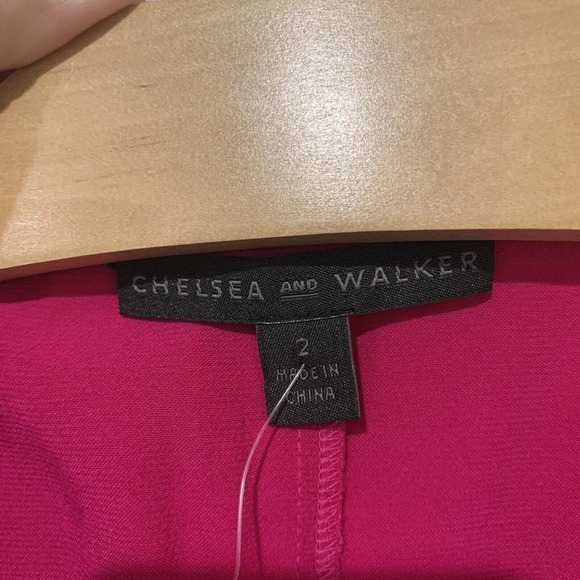 CHELSEA AND WALKER
2
MADE IN
CHINA